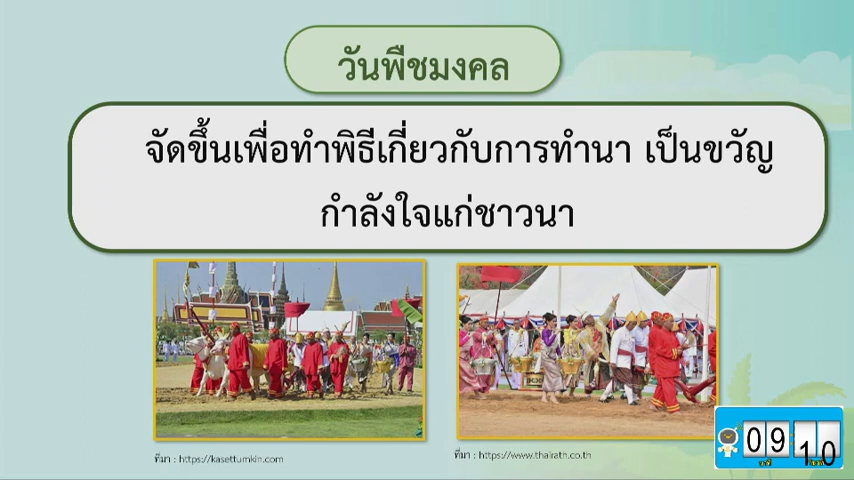 วันพืชมงคล
จัดขึ้นเพื่อทำพิธีเกี่ยวกับการทำนา เป็นขวัญ
กำลังใจแก่ชาวนา
ที่มา : https://kasettumkin.com
ที่มา : https://www.thairath.co.th
09 10